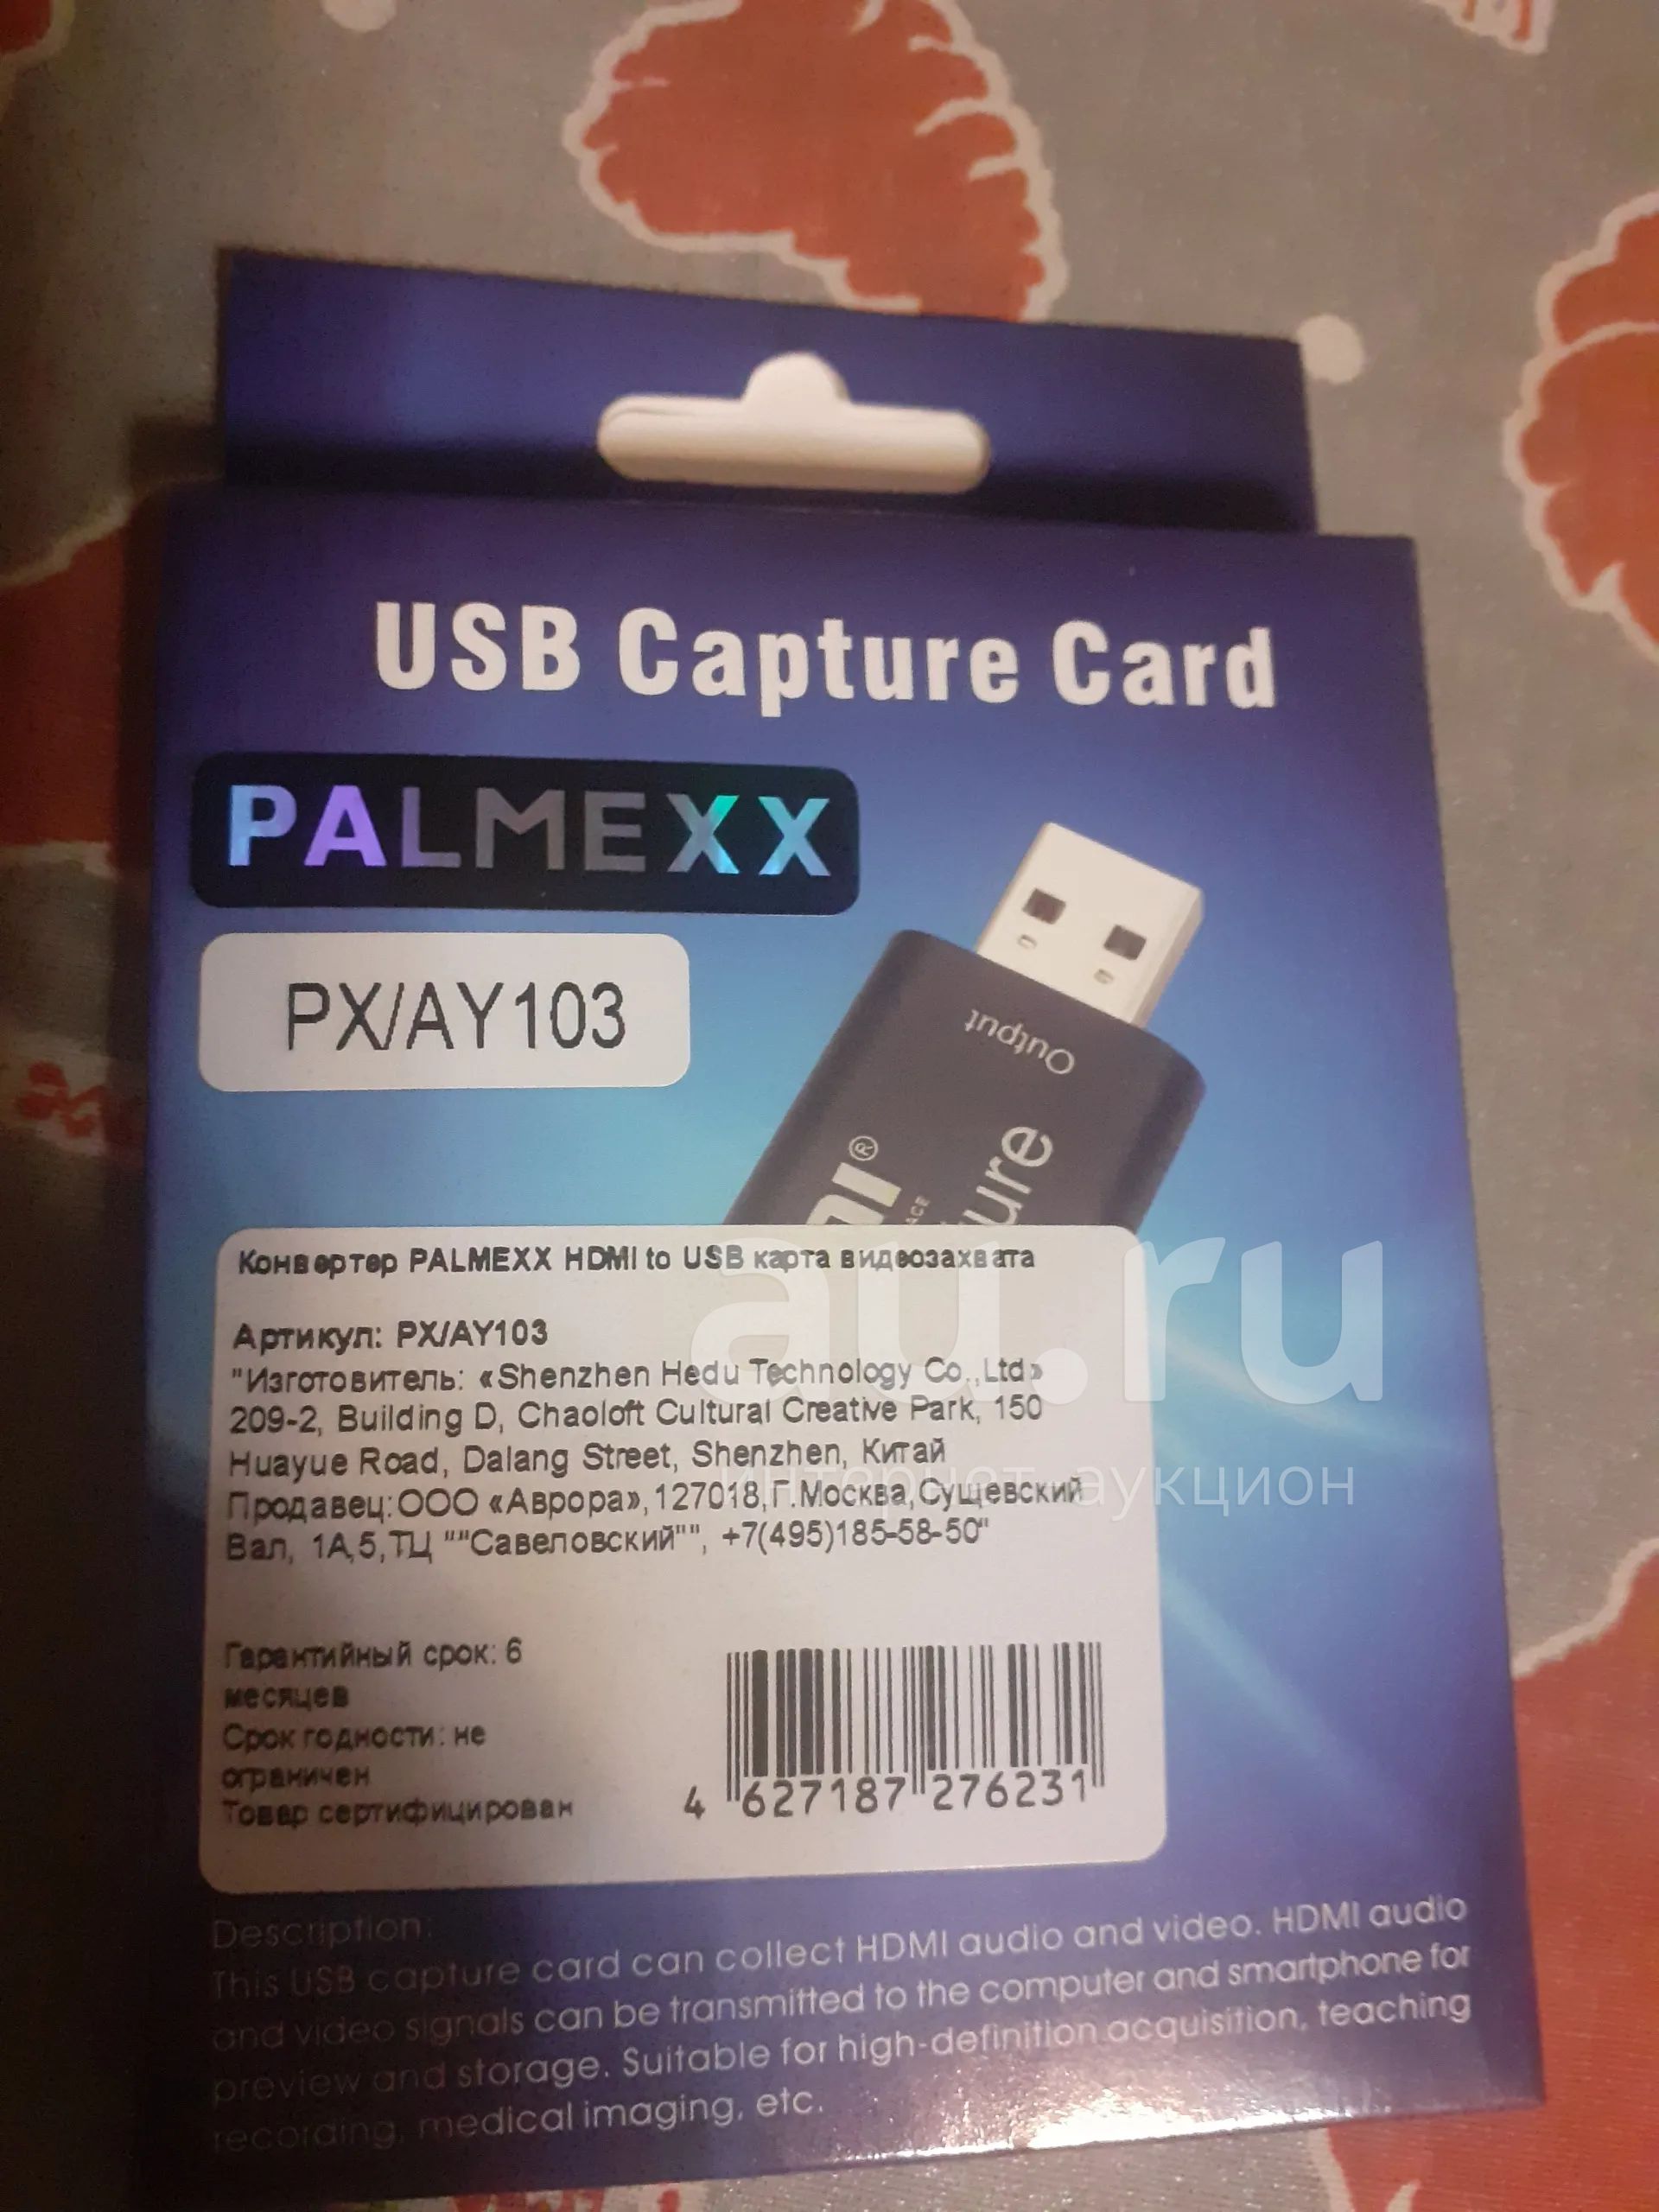 USB Capture Card
PALMEXX
PX/AY103
Output
®
ure
ACE
Конвертер PALMEXX HDMI to USB карта видеозахвата
Артикул: PX/AY103
"Изготовитель: «Shenzhen Hedu Technology Co.,Ltd»
209-2, Building D, Chaoloft Cultural Creative Park, 150
Huayue Road, Dalang Street, Shenzhen, Китай
Продавец:ООО «Аврора»,127018,Г.Москва,Сущевский
Вал, 1А,5,ТЦ ""Савеловский"", +7(495)185-58-50"
au.ru
интернет-аукцион
Гарантийный срок: 6
месяцев
Срок годности: не
ограничен
Товар сертифицирован
4 627187 276231
Description:
This USB capture card can collect HDMI audio and video. HDMI audio
and video signals can be transmitted to the computer and smartphone for
preview and storage. Suitable for high-definition acquisition, teaching
recording, medical imaging, etc.